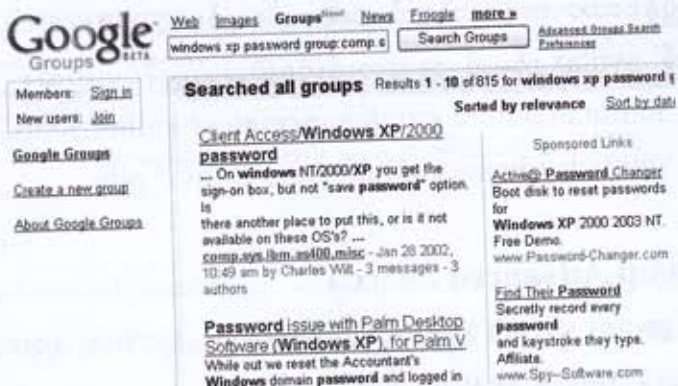 Google
Groups BETA
Web Images Groups New! News Froogle more »
windows xp password group:comp.s
Search Groups
Advanced Groups Search
Preferences
Members: Sign in
New users: Join
Google Groups
Create a new group
About Google Groups
Searched all groups Results 1 - 10 of 815 for windows xp password g
Sorted by relevance Sort by date
Client Access/Windows XP/2000
password
... On windows NT/2000/XP you get the
sign-on box, but not "save password" option.
Is
there another place to put this, or is it not
available on these OS's? ...
comp.sys.ibm.as400.misc - Jan 28 2002,
10:49 am by Charles Wilt - 3 messages - 3
authors
Password issue with Palm Desktop
Software (Windows XP), for Palm V
While out we reset the Accountant's
Windows domain password and logged in
Sponsored Links
Active@ Password Changer
Boot disk to reset passwords
for
Windows XP 2000 2003 NT.
Free Demo.
www.Password-Changer.com
Find Their Password
Secretly record every
password
and keystroke they type.
Affiliate.
www.Spy--Software.com